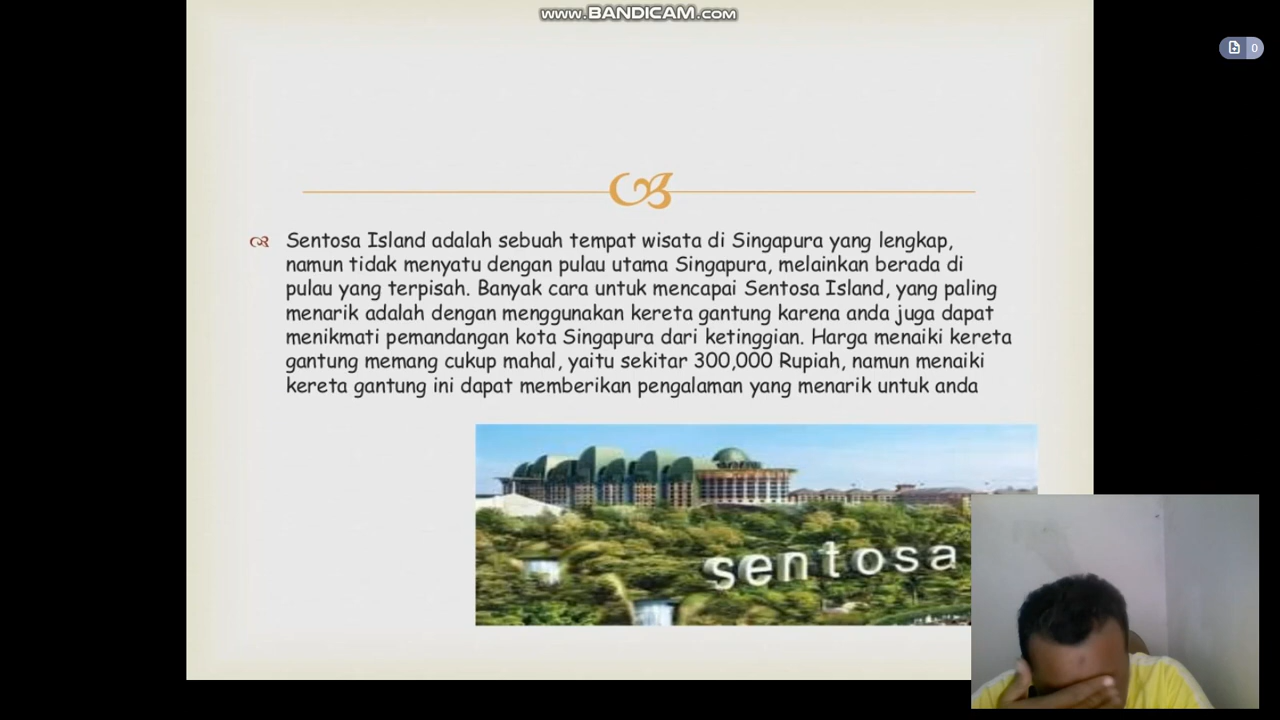 www.BANDICAM.com
0
Sentosa Island adalah sebuah tempat wisata di Singapura yang lengkap,
namun tidak menyatu dengan pulau utama Singapura, melainkan berada di
pulau yang terpisah. Banyak cara untuk mencapai Sentosa Island, yang paling
menarik adalah dengan menggunakan kereta gantung karena anda juga dapat
menikmati pemandangan kota Singapura dari ketinggian. Harga menaiki kereta
gantung memang cukup mahal, yaitu sekitar 300,000 Rupiah, namun menaiki
kereta gantung ini dapat memberikan pengalaman yang menarik untuk anda
sentosa